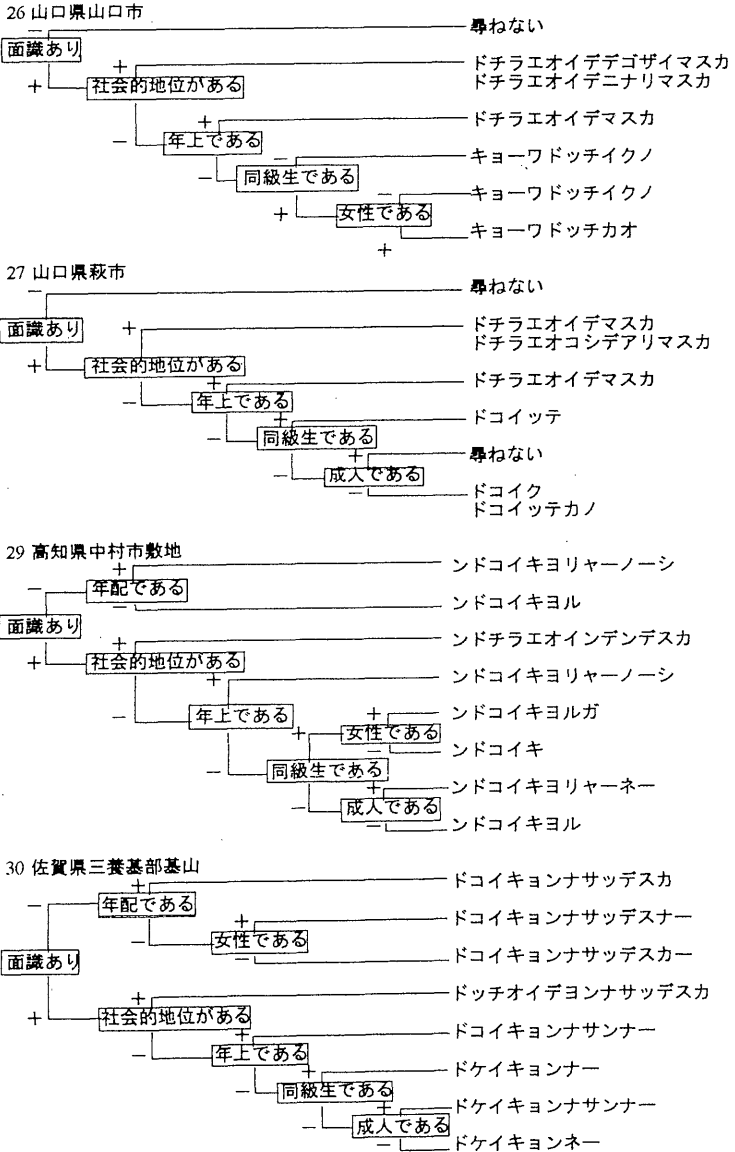 26 山口県山口市
−
尋ねない
面識あり
+
+
社会的地位がある
ドチラエオイデデゴザイマスカ
ドチラエオイデニナリマスカ
−
+
年上である
ドチラエオイデマスカ
−
−
同級生である
キョーワドッチイクノ
+
−
女性である
キョーワドッチイクノ
+
キョーワドッチカオ
27 山口県萩市
−
尋ねない
面識あり
+
+
社会的地位がある
ドチラエオイデマスカ
ドチラエオコシデアリマスカ
−
+
年上である
ドチラエオイデマスカ
−
+
同級生である
ドコイッテ
−
+
成人である
尋ねない
−
ドコイク
ドコイッテカノ
29 高知県中村市敷地
−
+
年配である
ンドコイキヨリャーノーシ
−
ンドコイキヨル
面識あり
+
+
社会的地位がある
ンドチラエオインデンデスカ
−
+
年上である
ンドコイキヨリャーノーシ
−
+
同級生である
+
女性である
ンドコイキヨルガ
−
ンドコイキ
−
+
成人である
ンドコイキヨリャーネー
−
ンドコイキヨル
30 佐賀県三養基部基山
−
+
年配である
ドコイキョンナサッデスカ
−
+
女性である
ドコイキョンナサッデスナー
−
ドコイキョンナサッデスカー
面識あり
+
+
社会的地位がある
ドッチオイデヨンナサッデスカ
−
+
年上である
ドコイキョンナサンナー
−
+
同級生である
ドケイキョンナー
−
+
成人である
ドケイキョンナサンナー
−
ドケイキョンネー